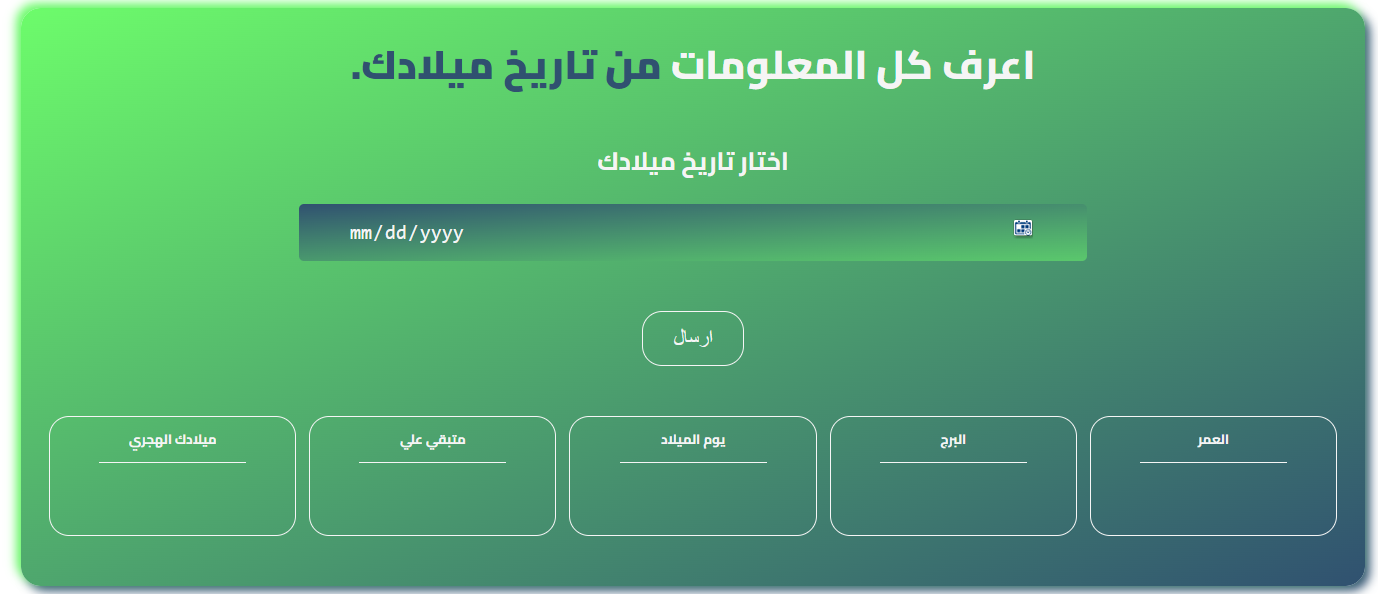 اعرف كل المعلومات من تاريخ ميلادك.
اختار تاريخ ميلادك
mm/dd/yyyy
ارسال
العمر
البرج
يوم الميلاد
متبقي علي
ميلادك الهجري